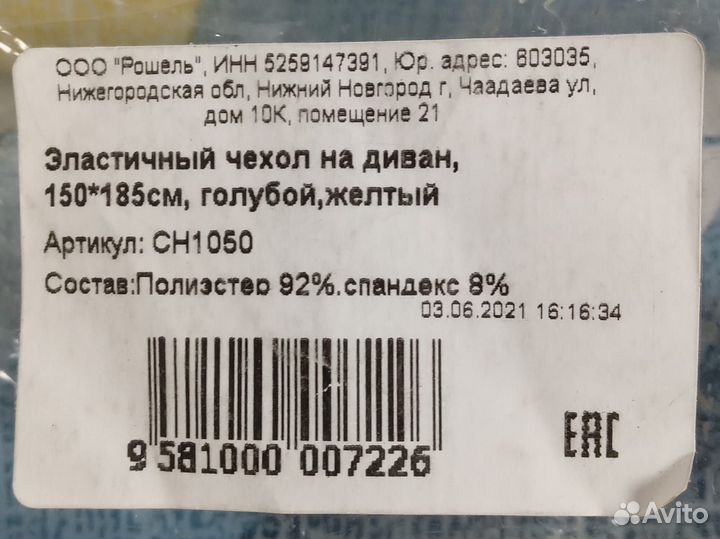 ООО "Рошель", ИНН 5259147391, Юр. адрес: 603035,
Нижегородская обл, Нижний Новгород г, Чаадаева ул,
дом 10К, помещение 21
Эластичный чехол на диван,
150*185см, голубой,желтый
Артикул: CH1050
Состав:Полиэстер 92%,спандекс 8%
03.06.2021 16:16:34
9 581000 007226
EAC
Avito